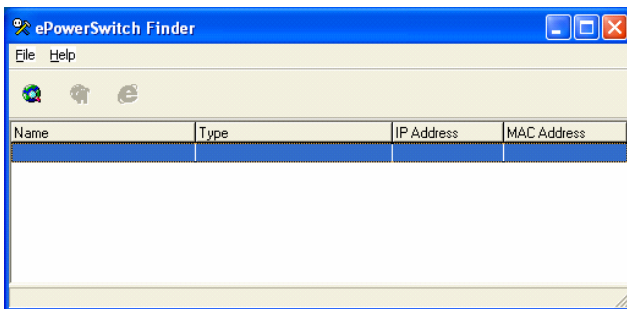 ePowerSwitch Finder
File Help
Name Type IP Address MAC Address